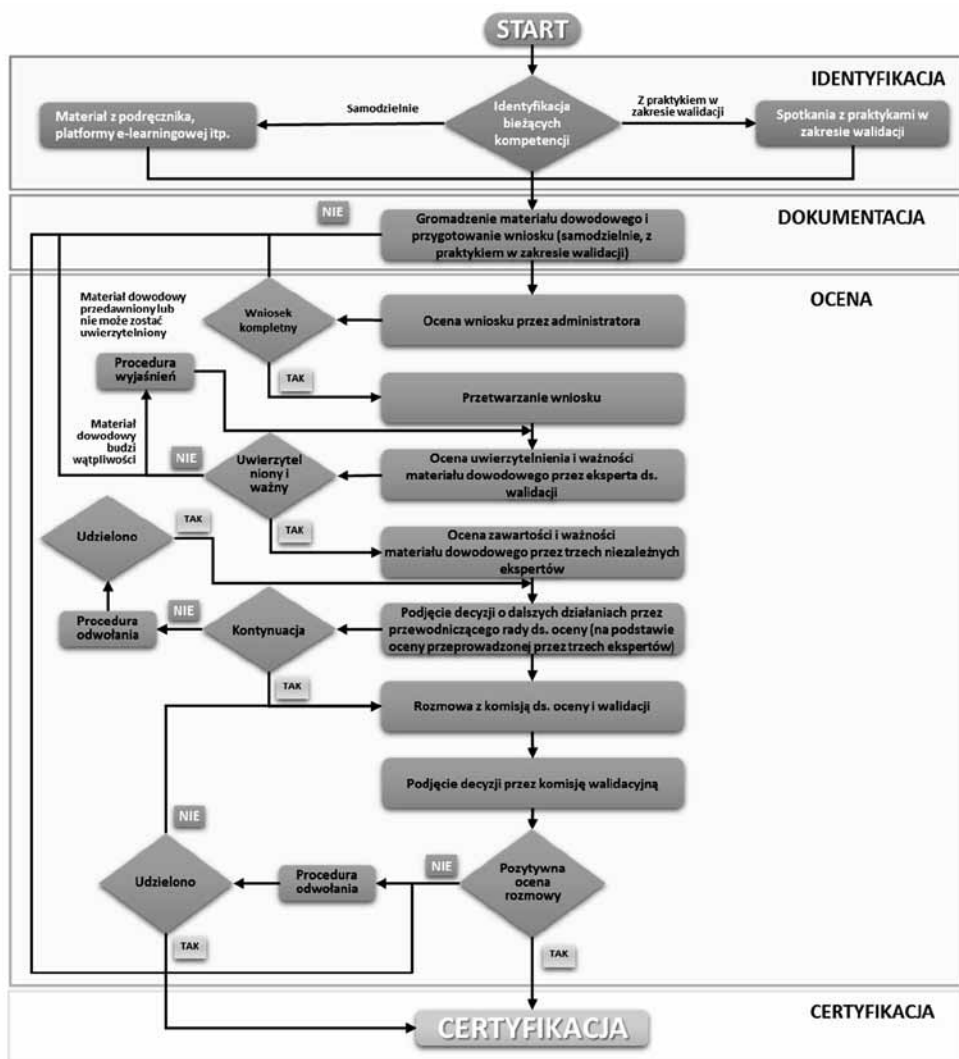 START
IDENTYFIKACJA
Samodzielnie
Z praktykiem w
zakresie walidacji
Materiał z podręcznika,
platformy e-learningowej itp.
Identyfikacja
bieżących
kompetencji
Spotkania z praktykami w
zakresie walidacji
DOKUMENTACJA
NIE
Gromadzenie materiału dowodowego i
przygotowanie wniosku (samodzielnie, z
praktykiem w zakresie walidacji)
OCENA
Materiał dowodowy
przedawniony lub
nie może zostać
uwierzytelniony
Wniosek
kompletny
Ocena wniosku przez administratora
Procedura
wyjaśnień
TAK
Przetwarzanie wniosku
Materiał
dowodowy
budzi
wątpliwości
NIE
Uwierzytel
niony i
ważny
Ocena uwierzytelnienia i ważności
materiału dowodowego przez eksperta ds.
walidacji
Udzielono
TAK
TAK
Ocena zawartości i ważności
materiału dowodowego przez trzech niezależnych
ekspertów
Procedura
odwołania
NIE
Kontynuacja
Podjęcie decyzji o dalszych działaniach przez
przewodniczącego rady ds. oceny (na podstawie
oceny przeprowadzonej przez trzech ekspertów)
TAK
Rozmowa z komisją ds. oceny i walidacji
Podjęcie decyzji przez komisję walidacyjną
NIE
Udzielono
Procedura
odwołania
NIE
Pozytywna
ocena
rozmowy
TAK
TAK
CERTYFIKACJA
CERTYFIKACJA